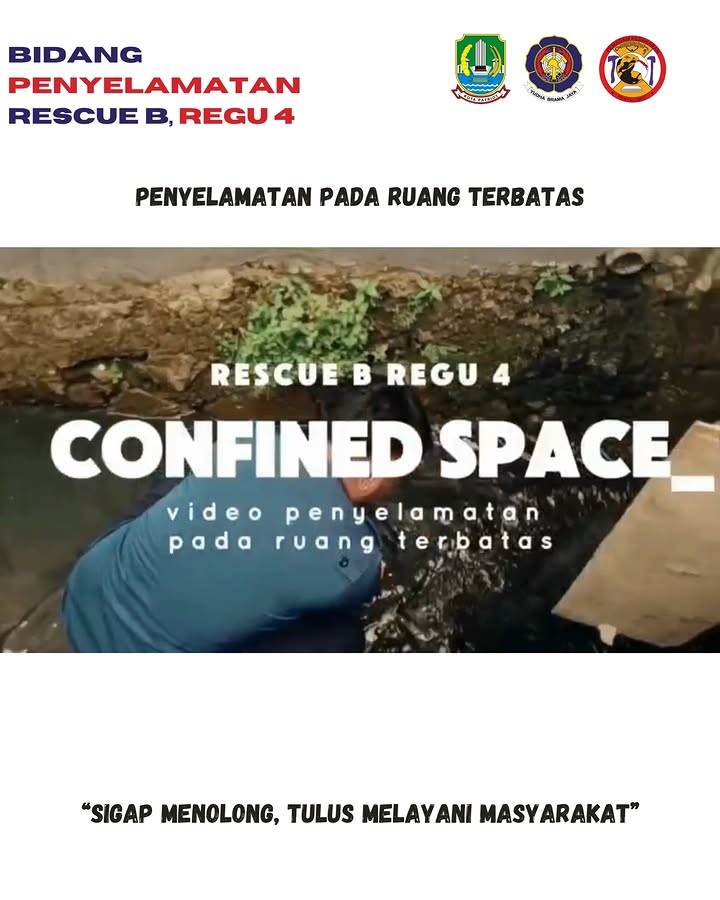 BIDANG
PENYELAMATAN
RESCUE B, REGU 4
KOTA PATRIOT
YUDHA BRAMA JAYA
PENYELAMATAN PADA RUANG TERBATAS
RESCUE B REGU 4
CONFINED SPACE_
video penyelamatan
pada ruang terbatas
“SIGAP MENOLONG, TULUS MELAYANI MASYARAKAT”